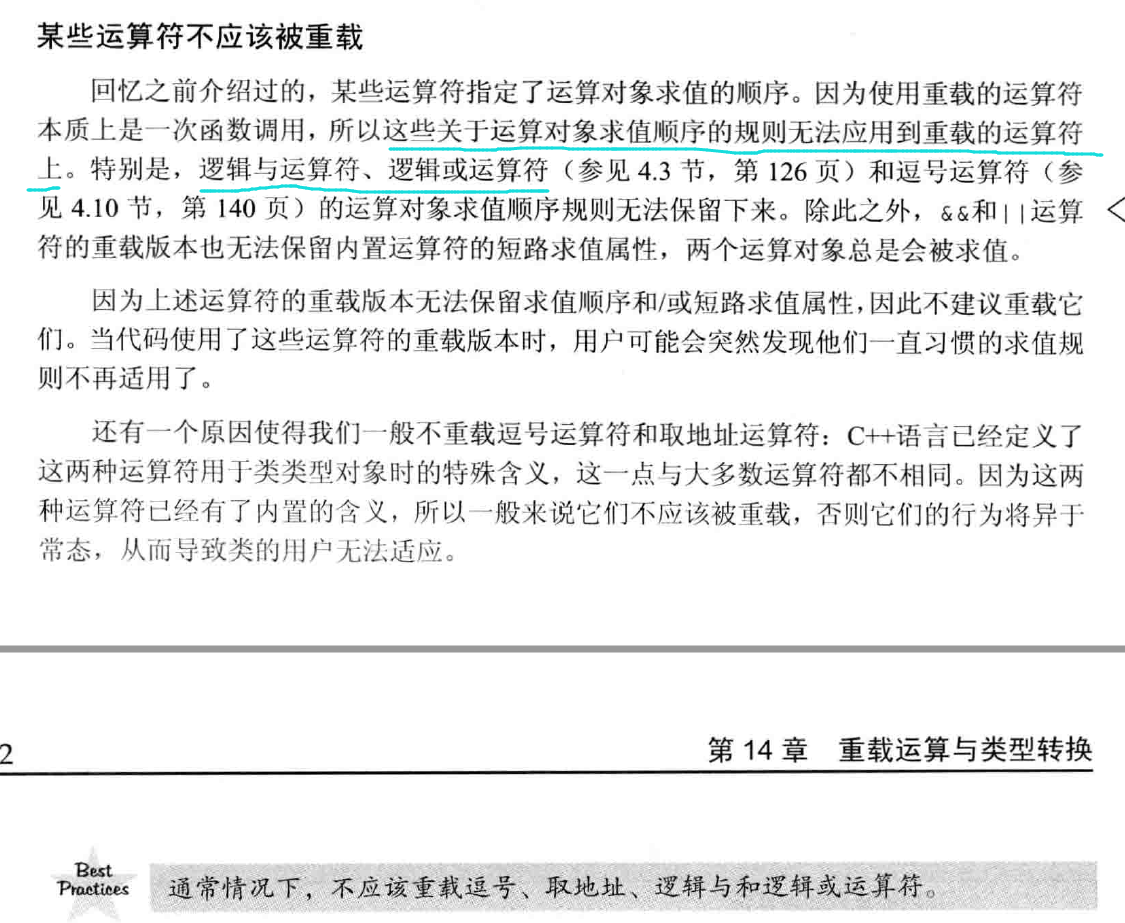 某些运算符不应该被重载
回忆之前介绍过的，某些运算符指定了运算对象求值的顺序。因为使用重载的运算符
本质上是一次函数调用，所以这些关于运算对象求值顺序的规则无法应用到重载的运算符
上。特别是，逻辑与运算符、逻辑或运算符（参见 4.3 节，第 126 页）和逗号运算符（参
见 4.10 节，第 140 页）的运算对象求值顺序规则无法保留下来。除此之外，&&和||运算
符的重载版本也无法保留内置运算符的短路求值属性，两个运算对象总是会被求值。
因为上述运算符的重载版本无法保留求值顺序和/或短路求值属性，因此不建议重载它
们。当代码使用了这些运算符的重载版本时，用户可能会突然发现他们一直习惯的求值规
则不再适用了。
还有一个原因使得我们一般不重载逗号运算符和取地址运算符：C++语言已经定义了
这两种运算符用于类类型对象时的特殊含义，这一点与大多数运算符都不相同。因为这两
种运算符已经有了内置的含义，所以一般来说它们不应该被重载，否则它们的行为将异于
常态，从而导致类的用户无法适应。
2
第 14 章 重载运算与类型转换
Best
Practices
通常情况下，不应该重载逗号、取地址、逻辑与和逻辑或运算符。